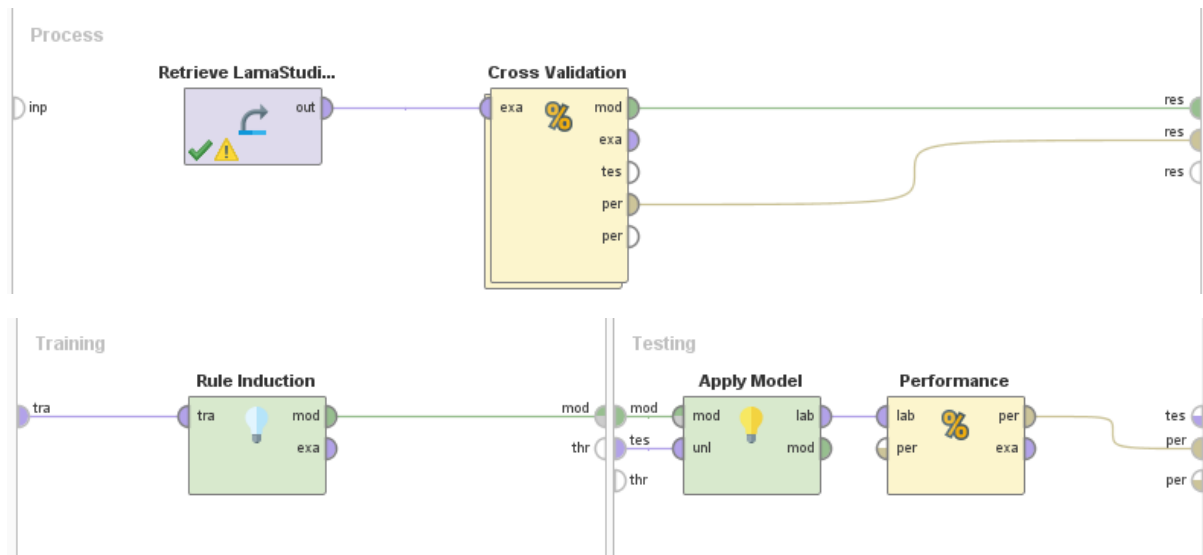 Process
Retrieve LamaStudi...
Cross Validation
inp
out
exa
%
mod
res
exa
res
tes
res
per
per
Training
Testing
Rule Induction
Apply Model
Performance
tra
tra
mod
mod
mod
mod
lab
lab
%
per
tes
exa
thr
tes
unl
mod
per
exa
per
thr
per